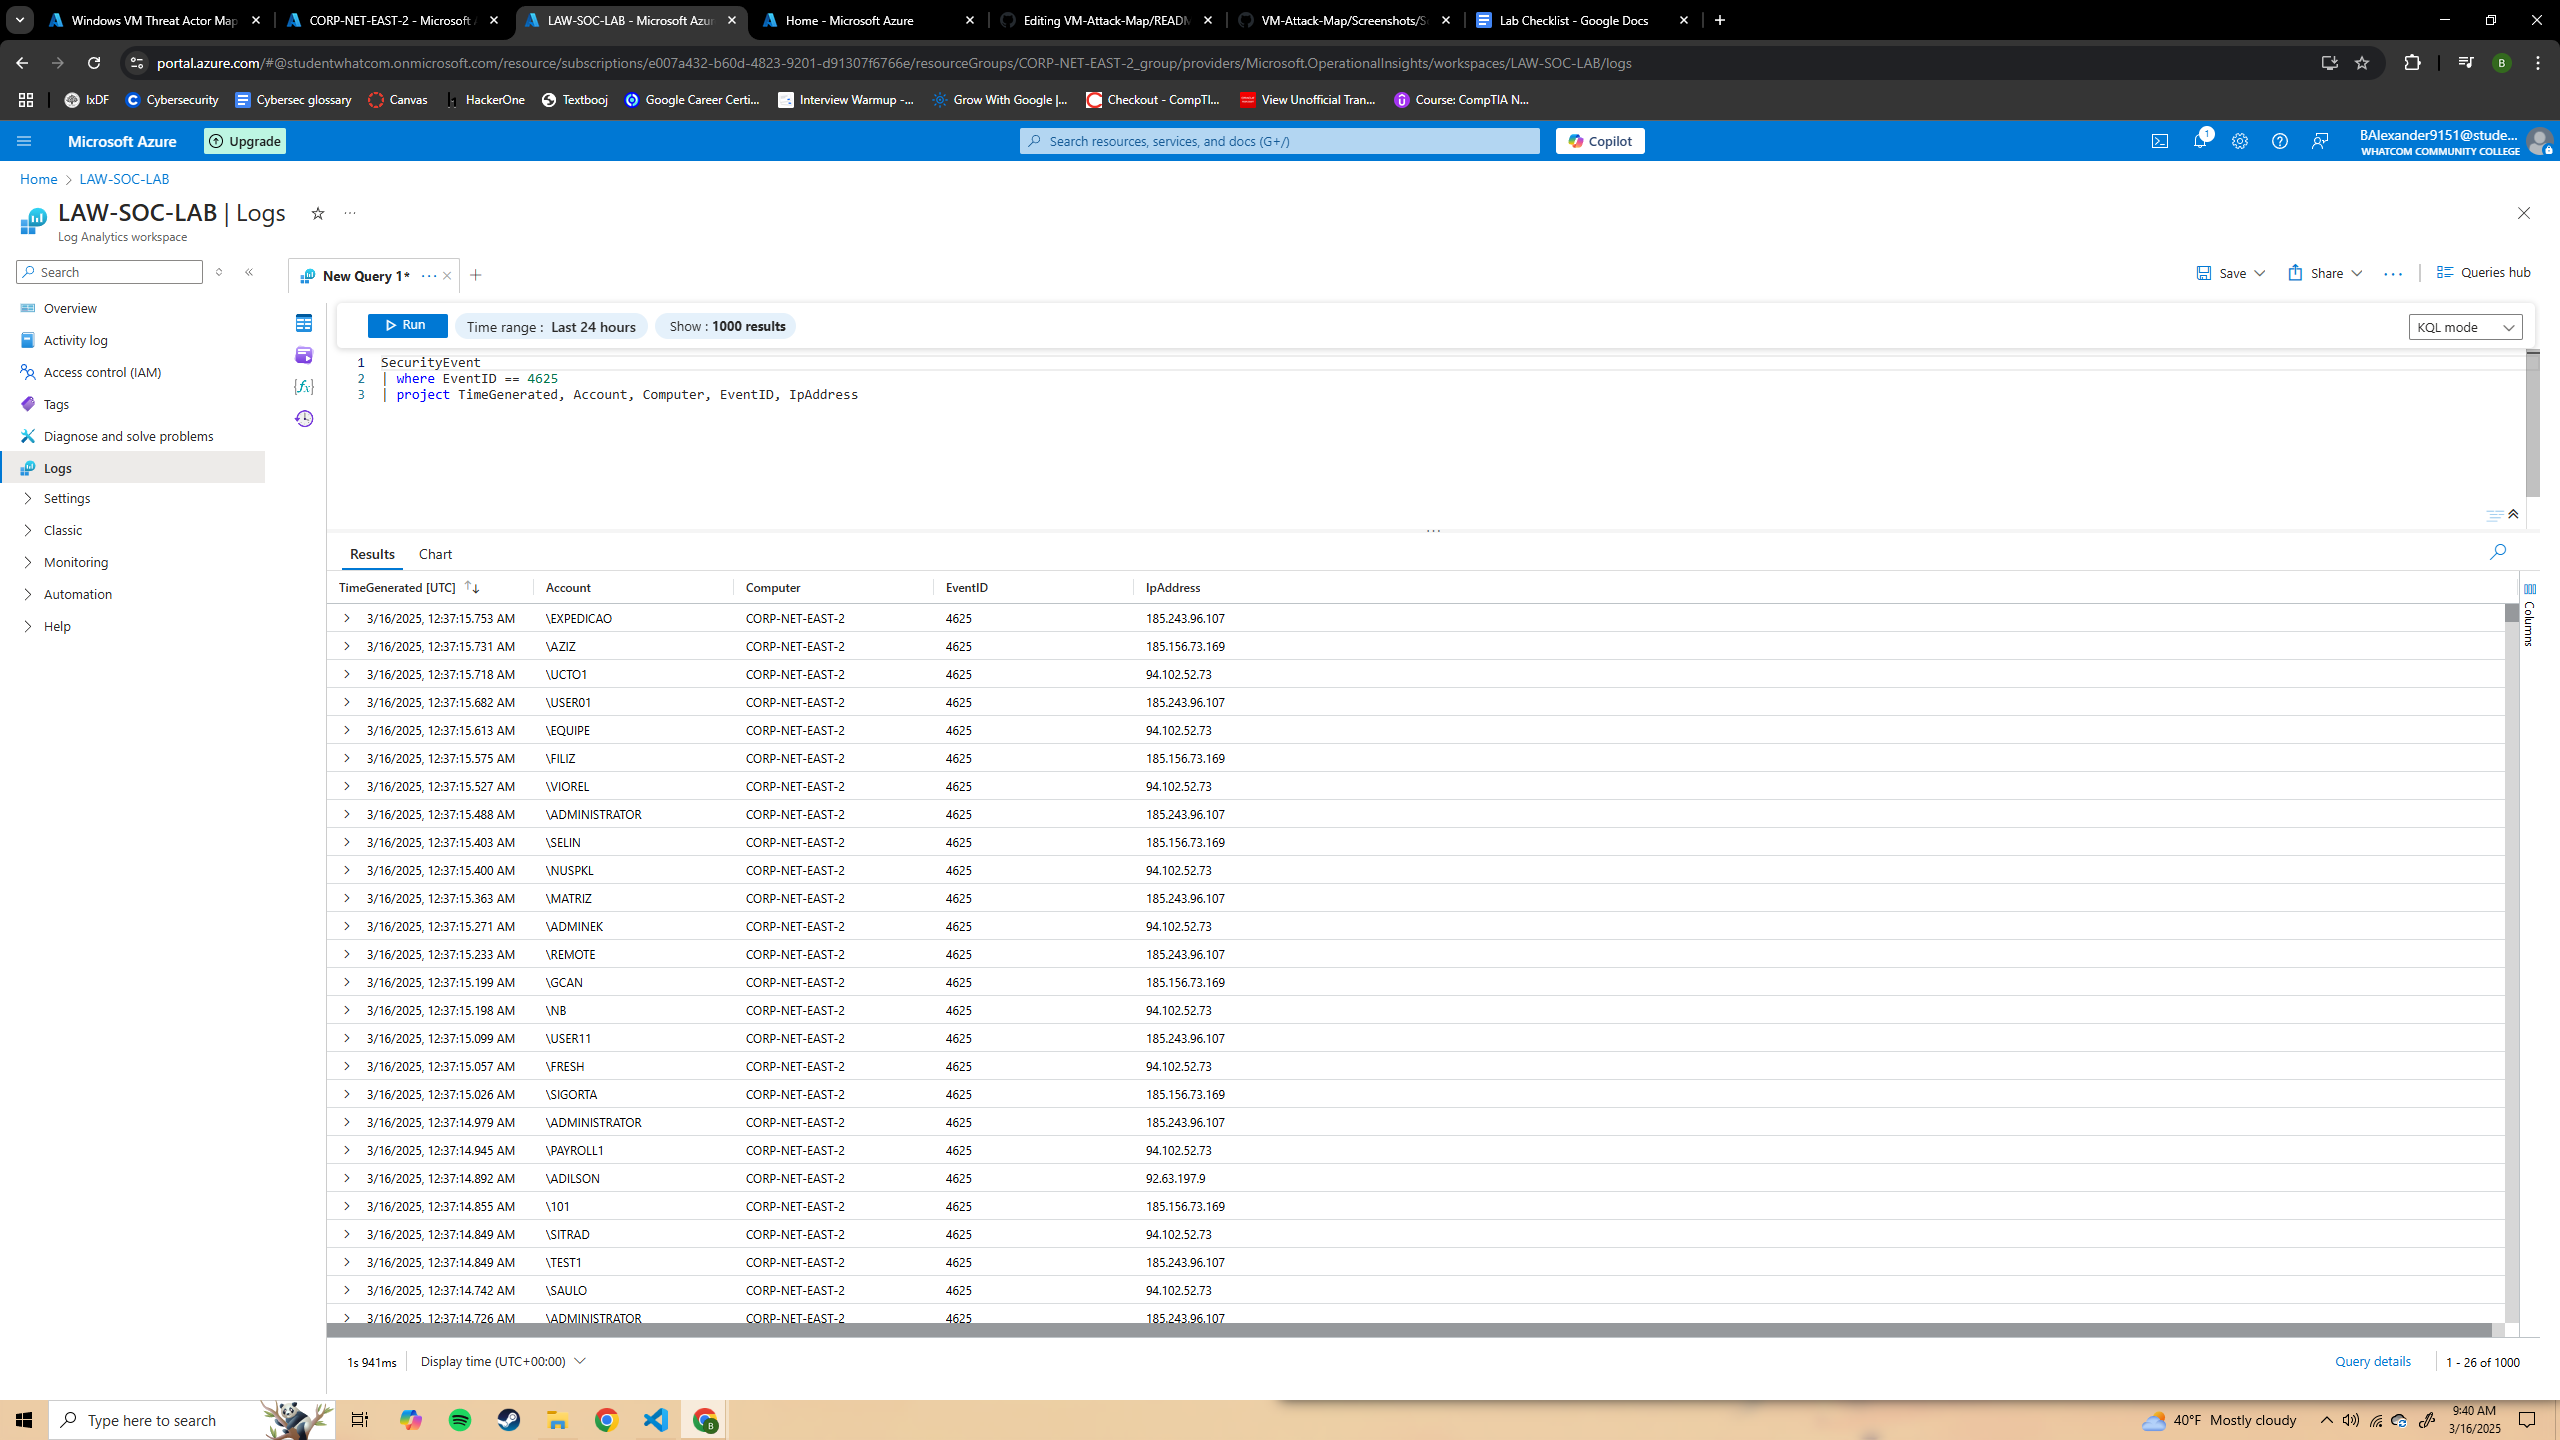 Windows VM Threat Actor Map
CORP-NET-EAST-2 - Microsoft A
LAW-SOC-LAB - Microsoft Azur
Home - Microsoft Azure
Editing VM-Attack-Map/READM
VM-Attack-Map/Screenshots/Sc
Lab Checklist - Google Docs
portal.azure.com/#@studentwhatcom.onmicrosoft.com/resource/subscriptions/e007a432-b60d-4823-9201-d91307f6766e/resourceGroups/CORP-NET-EAST-2_group/providers/Microsoft.OperationalInsights/workspaces/LAW-SOC-LAB/logs
B
IxDF Cybersecurity Cybersec glossary Canvas HackerOne Textbooj Google Career Certi... Interview Warmup -... Grow With Google |... Checkout - CompTI... View Unofficial Tran... Course: CompTIA N...
Microsoft Azure Upgrade Search resources, services, and docs (G+/) Copilot 1 BAlexander9151@stude...
WHATCOM COMMUNITY COLLEGE
Home > LAW-SOC-LAB
LAW-SOC-LAB | Logs ...
Log Analytics workspace
Search
Overview
Activity log
Access control (IAM)
Tags
Diagnose and solve problems
Logs
Settings
Classic
Monitoring
Automation
Help
New Query 1* ... Save Share ... Queries hub
Run Time range : Last 24 hours Show : 1000 results KQL mode
1 SecurityEvent
2 | where EventID == 4625
3 | project TimeGenerated, Account, Computer, EventID, IpAddress
Results Chart
TimeGenerated [UTC] Account Computer EventID IpAddress
Columns
3/16/2025, 12:37:15.753 AM \EXPEDICAO CORP-NET-EAST-2 4625 185.243.96.107
3/16/2025, 12:37:15.731 AM \AZIZ CORP-NET-EAST-2 4625 185.156.73.169
3/16/2025, 12:37:15.718 AM \UCTO1 CORP-NET-EAST-2 4625 94.102.52.73
3/16/2025, 12:37:15.682 AM \USER01 CORP-NET-EAST-2 4625 185.243.96.107
3/16/2025, 12:37:15.613 AM \EQUIPE CORP-NET-EAST-2 4625 94.102.52.73
3/16/2025, 12:37:15.575 AM \FILIZ CORP-NET-EAST-2 4625 185.156.73.169
3/16/2025, 12:37:15.527 AM \VIOREL CORP-NET-EAST-2 4625 94.102.52.73
3/16/2025, 12:37:15.488 AM \ADMINISTRATOR CORP-NET-EAST-2 4625 185.243.96.107
3/16/2025, 12:37:15.403 AM \SELIN CORP-NET-EAST-2 4625 185.156.73.169
3/16/2025, 12:37:15.400 AM \NUSPKL CORP-NET-EAST-2 4625 94.102.52.73
3/16/2025, 12:37:15.363 AM \MATRIZ CORP-NET-EAST-2 4625 185.243.96.107
3/16/2025, 12:37:15.271 AM \ADMINEK CORP-NET-EAST-2 4625 94.102.52.73
3/16/2025, 12:37:15.233 AM \REMOTE CORP-NET-EAST-2 4625 185.243.96.107
3/16/2025, 12:37:15.199 AM \GCAN CORP-NET-EAST-2 4625 185.156.73.169
3/16/2025, 12:37:15.198 AM \NB CORP-NET-EAST-2 4625 94.102.52.73
3/16/2025, 12:37:15.099 AM \USER11 CORP-NET-EAST-2 4625 185.243.96.107
3/16/2025, 12:37:15.057 AM \FRESH CORP-NET-EAST-2 4625 94.102.52.73
3/16/2025, 12:37:15.026 AM \SIGORTA CORP-NET-EAST-2 4625 185.156.73.169
3/16/2025, 12:37:14.979 AM \ADMINISTRATOR CORP-NET-EAST-2 4625 185.243.96.107
3/16/2025, 12:37:14.945 AM \PAYROLL1 CORP-NET-EAST-2 4625 94.102.52.73
3/16/2025, 12:37:14.892 AM \ADILSON CORP-NET-EAST-2 4625 92.63.197.9
3/16/2025, 12:37:14.855 AM \101 CORP-NET-EAST-2 4625 185.156.73.169
3/16/2025, 12:37:14.849 AM \SITRAD CORP-NET-EAST-2 4625 94.102.52.73
3/16/2025, 12:37:14.849 AM \TEST1 CORP-NET-EAST-2 4625 185.243.96.107
3/16/2025, 12:37:14.742 AM \SAULO CORP-NET-EAST-2 4625 94.102.52.73
3/16/2025, 12:37:14.726 AM \ADMINISTRATOR CORP-NET-EAST-2 4625 185.243.96.107
1s 941ms Display time (UTC+00:00) Query details 1 - 26 of 1000
Type here to search B 40°F Mostly cloudy 9:40 AM
3/16/2025